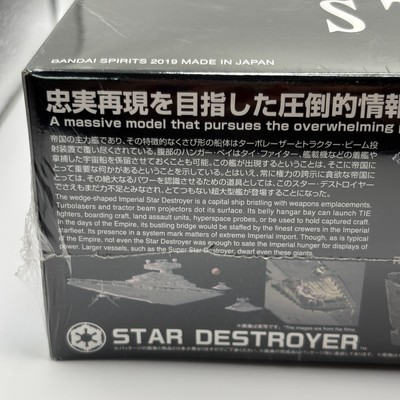 ST
BANDAI SPIRITS 2019 MADE IN JAPAN
忠実再現を目指した圧倒的情報
A massive model that pursues the overwhelming
帝国の主力艦であり、その特徴的なくさび形の船体はターボレーザーとトラクター・ビーム投
射装置で覆い尽くされている。腹部のハンガー・ベイはタイ・ファイター、艦載機などの着艦や
拿捕した宇宙船を係留させておくことも可能。この艦が出現するということは、そこに帝国に
とって重要な何かがあるということを示している。とはいえ、常に権力の誇示に貪欲な帝国に
とっては、その絶大なるパワーを認識させるための道具としては、このスター・デストロイヤー
でさえもまだ力不足とみなされ、とてつもない超大型艦が登場することになった。
The wedge-shaped Imperial Star Destroyer is a capital ship bristling with weapons emplacements.
Turbolasers and tractor beam projectors dot its surface. Its belly hangar bay can launch TIE
fighters, boarding craft, land assault units, hyperspace probes, or be used to hold captured craft.
In the days of the Empire, its bustling bridge would be staffed by the finest crewers in the Imperial
starfleet. Its presence in a system mark matters of extreme Imperial import. Though, as is typical
of the Empire, not even the Star Destroyer was enough to sate the Imperial hunger for displays of
power. Larger vessels, such as the Super Star Destroyer, dwarf even these giants.
※画像は実写です。 *The images are from the films.
STAR DESTROYER